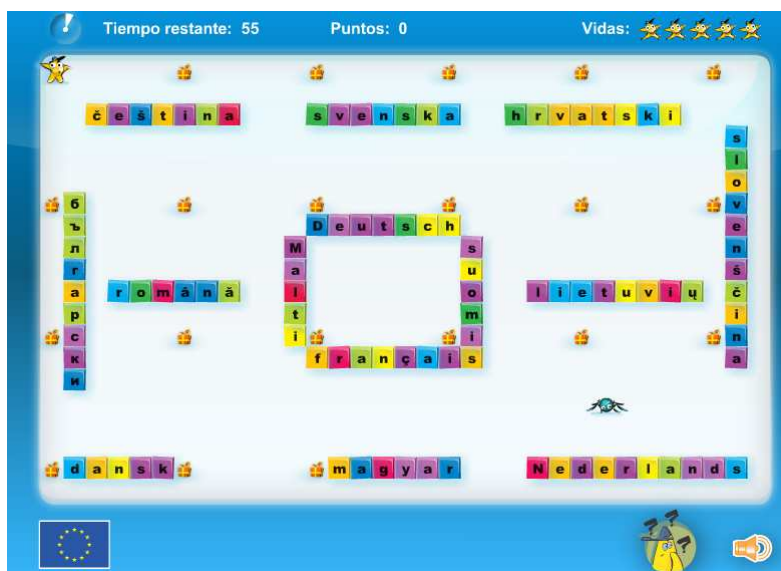 Tiempo restante: 55 Puntos: 0 Vidas:
čeština svenska hrvatski
slovenščina
български
Deutsch
Malti
suomi
română
lietuvių
français
dansk magyar Nederlands